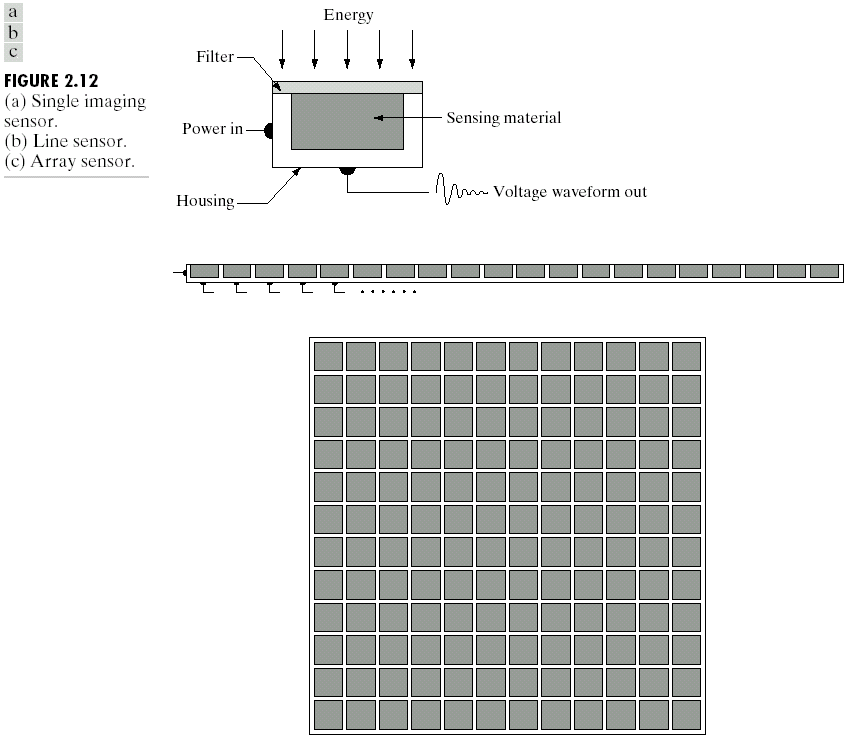 a
b
c
FIGURE 2.12
(a) Single imaging
sensor.
(b) Line sensor.
(c) Array sensor.
Energy
Filter
Sensing material
Power in
Voltage waveform out
Housing